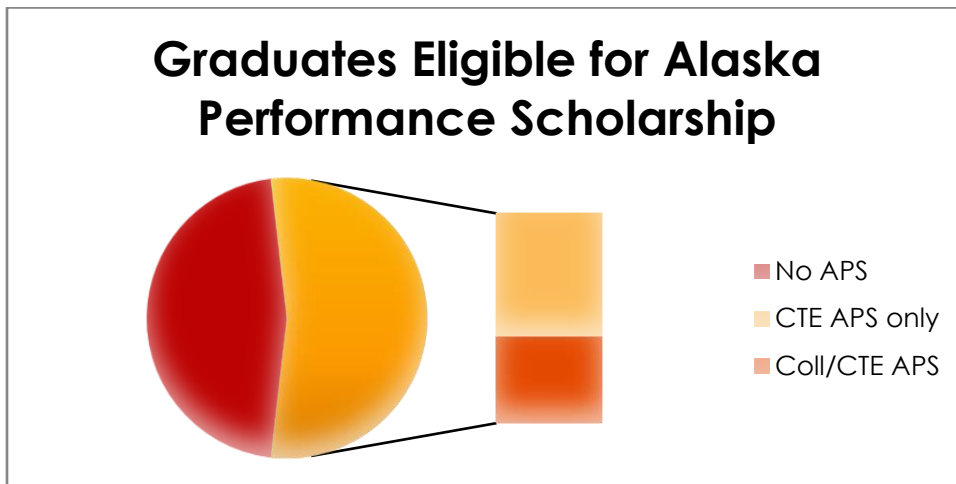 Graduates Eligible for Alaska
Performance Scholarship
No APS
CTE APS only
Coll/CTE APS